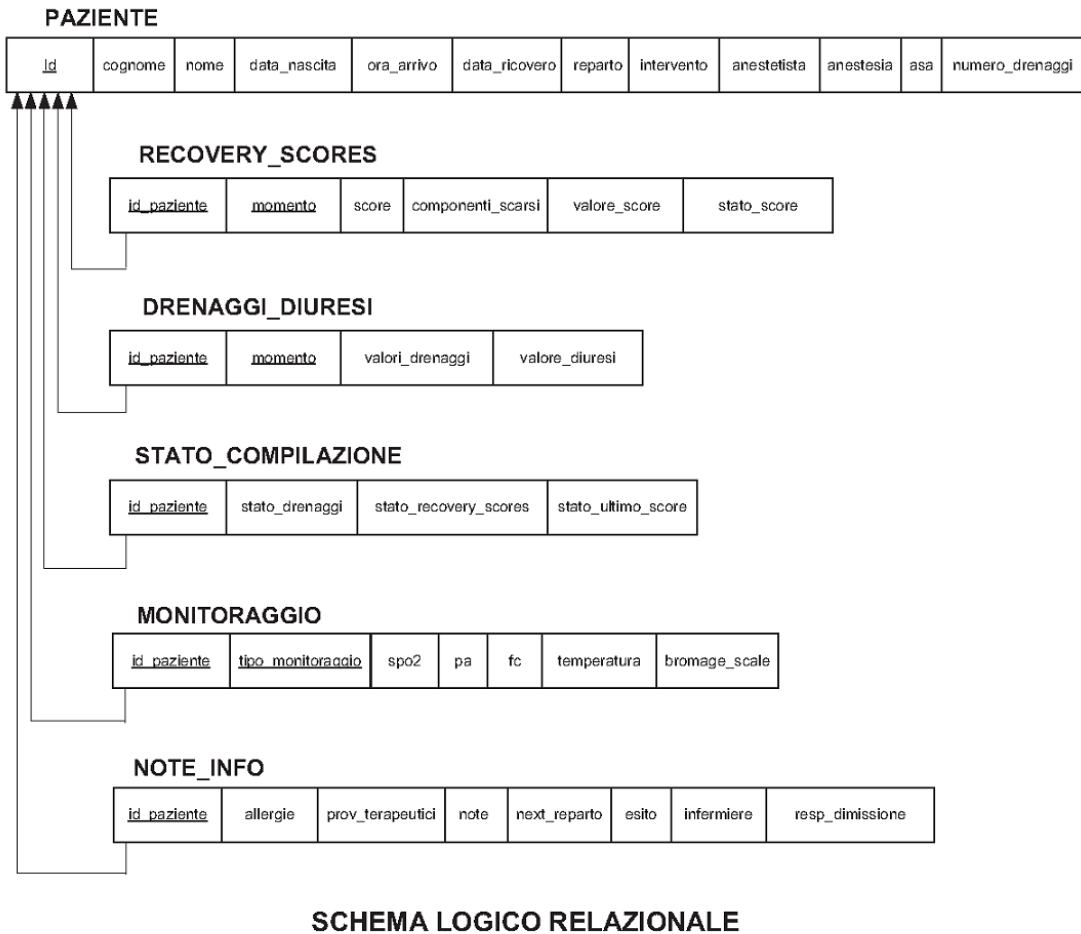 PAZIENTE
Id cognome nome data_nascita ora_arrivo data_ricovero reparto intervento anestetista anestesia asa numero_drenaggi
RECOVERY_SCORES
id_paziente momento score componenti_scarsi valore_score stato_score
DRENAGGI_DIURESI
id_paziente momento valori_drenaggi valore_diuresi
STATO_COMPILAZIONE
id_paziente stato_drenaggi stato_recovery_scores stato_ultimo_score
MONITORAGGIO
id_paziente tipo_monitoraggio spo2 pa fc temperatura bromage_scale
NOTE_INFO
id_paziente allergie prov_terapeutici note next_reparto esito infermiere resp_dimissione
SCHEMA LOGICO RELAZIONALE